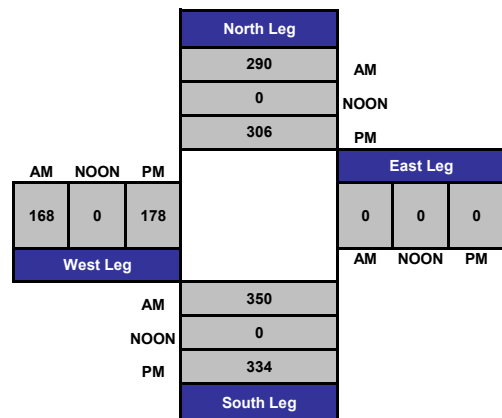 North Leg
290 AM
0 NOON
306 PM
AM NOON PM
East Leg
168 0 178
0 0 0
West Leg
AM NOON PM
AM 350
NOON 0
PM 334
South Leg